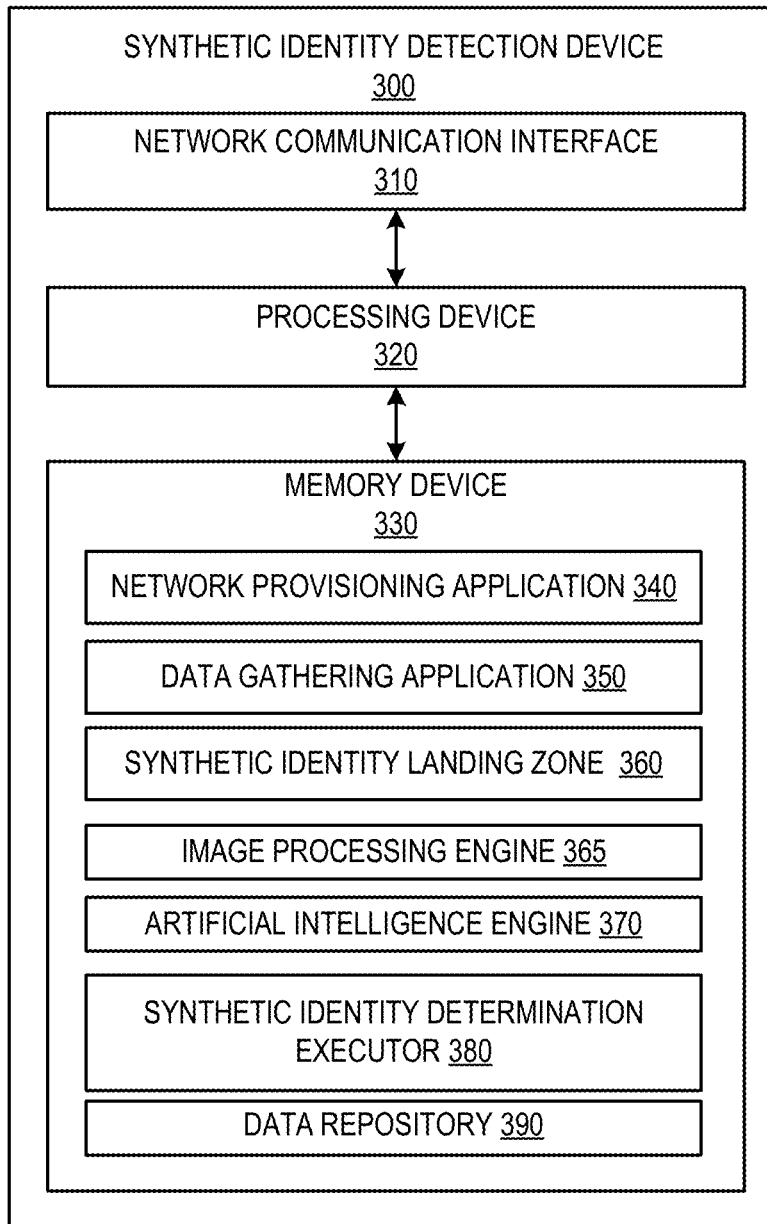 SYNTHETIC IDENTITY DETECTION DEVICE
300
NETWORK COMMUNICATION INTERFACE
310
PROCESSING DEVICE
320
MEMORY DEVICE
330
NETWORK PROVISIONING APPLICATION 340
DATA GATHERING APPLICATION 350
SYNTHETIC IDENTITY LANDING ZONE 360
IMAGE PROCESSING ENGINE 365
ARTIFICIAL INTELLIGENCE ENGINE 370
SYNTHETIC IDENTITY DETERMINATION
EXECUTOR 380
DATA REPOSITORY 390